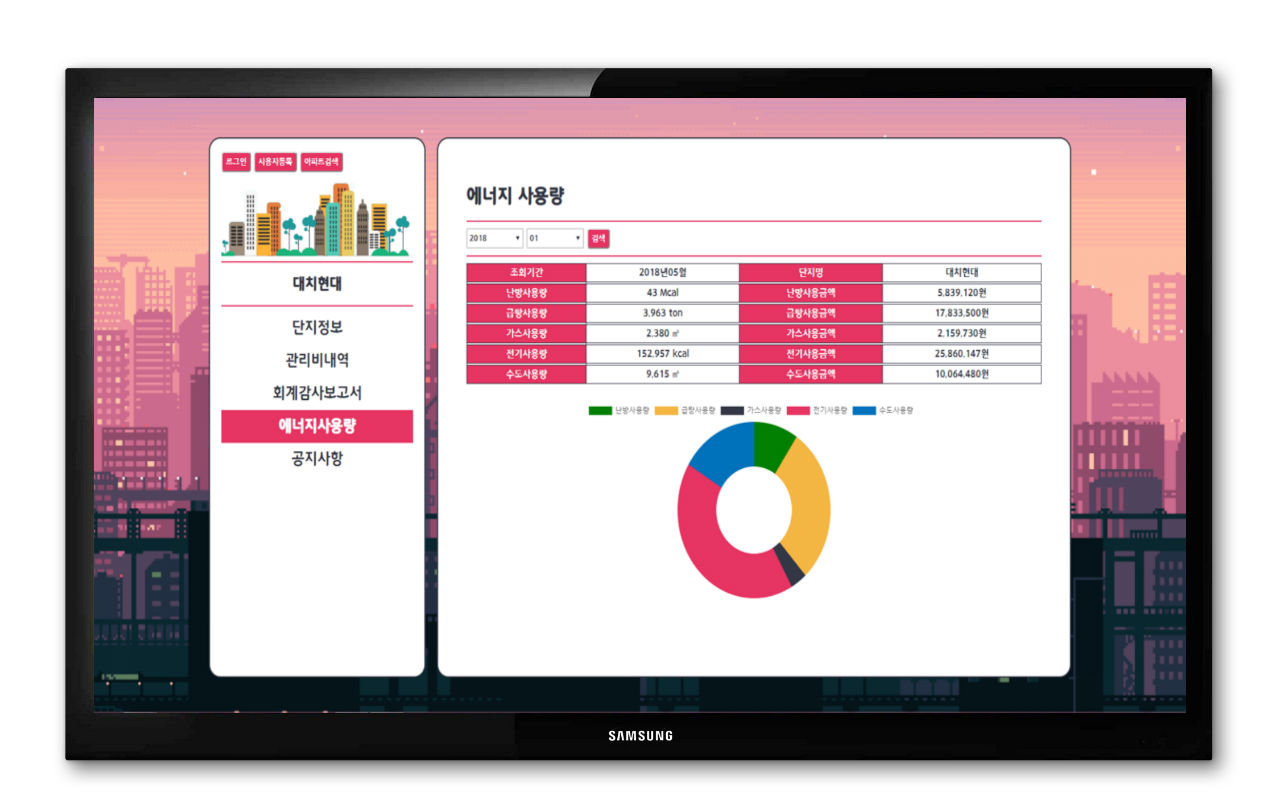 로그인 사용자등록 아파트검색
대치현대
단지정보
관리비내역
회계감사보고서
에너지사용량
공지사항
에너지 사용량
2018 01 검색
조회기간 2018년05월 단지명 대치현대
난방사용량 43 Mcal 난방사용금액 5.839.120원
급탕사용량 3.963 ton 급탕사용금액 17.833.500원
가스사용량 2.380 ㎥ 가스사용금액 2.159.730원
전기사용량 152.957 kcal 전기사용금액 25.860.147원
수도사용량 9.615 ㎥ 수도사용금액 10.064.480원
난방사용량 급탕사용량 가스사용량 전기사용량 수도사용량
SAMSUNG